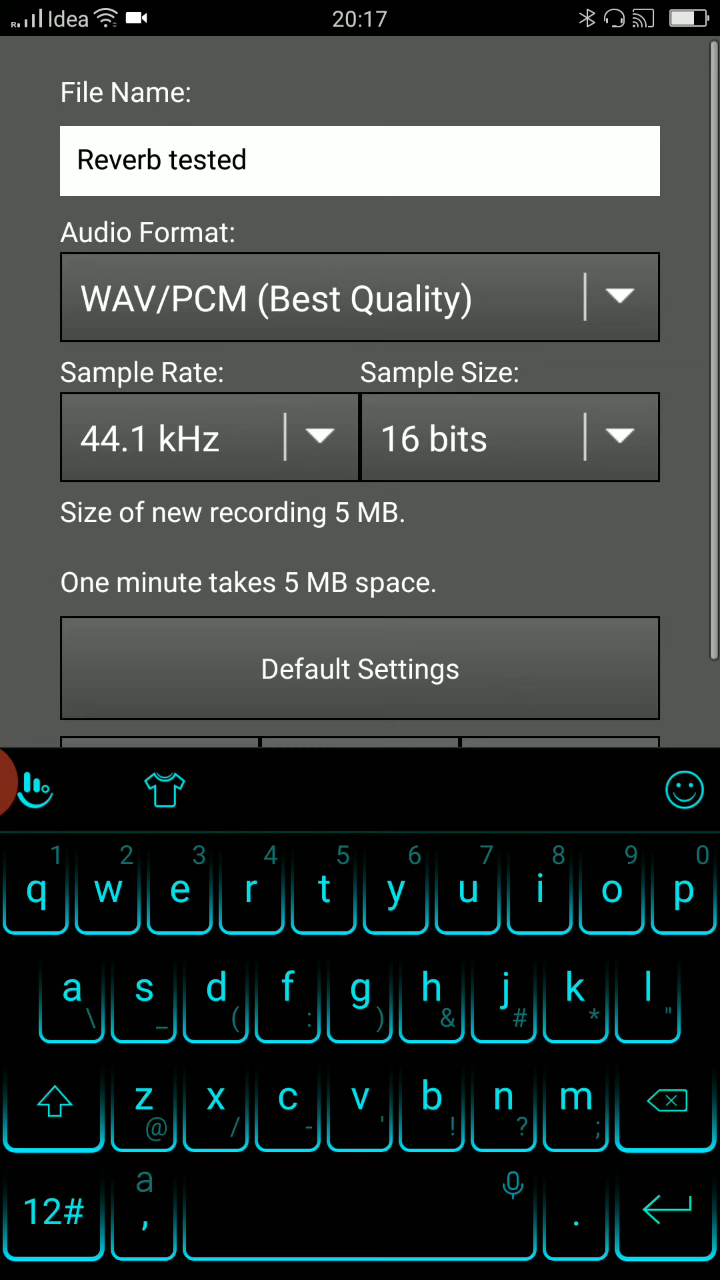 Idea 20:17
File Name:
Reverb tested
Audio Format:
WAV/PCM (Best Quality)
Sample Rate: Sample Size:
44.1 kHz 16 bits
Size of new recording 5 MB.
One minute takes 5 MB space.
Default Settings
1 2 3 4 5 6 7 8 9 0
q w e r t y u i o p
a s d f g h j k l
\ _ ( : ) & # * "
z x c v b n m
@ / - ' ! ? ;
a
12# , .